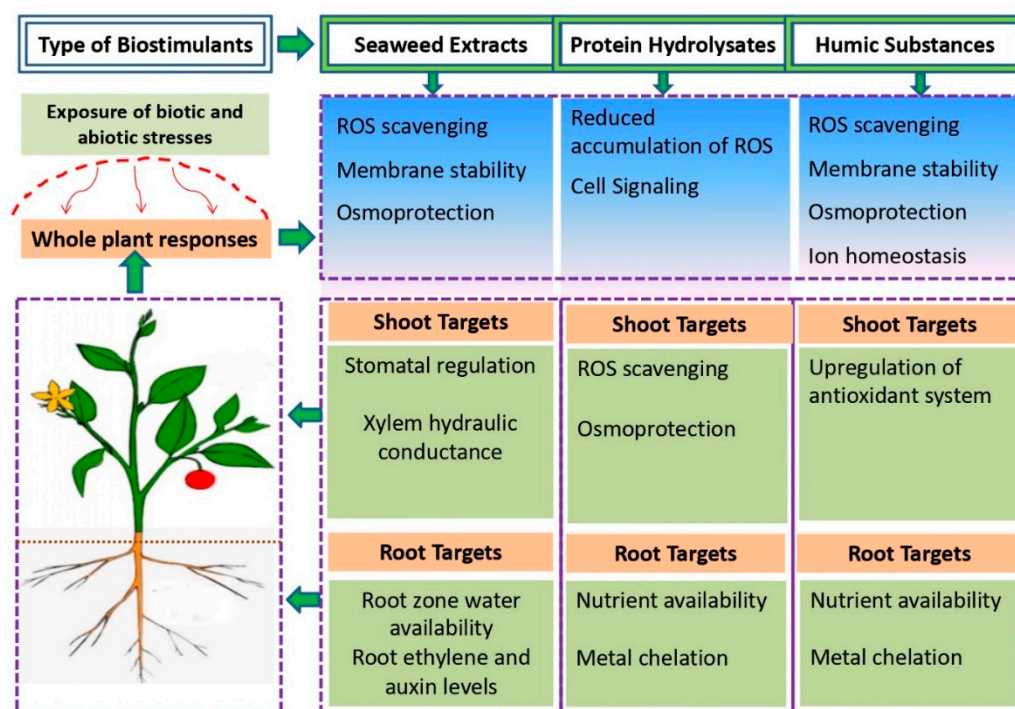 Type of Biostimulants
Seaweed Extracts
Protein Hydrolysates
Humic Substances
Exposure of biotic and
abiotic stresses
Whole plant responses
ROS scavenging
Membrane stability
Osmoprotection
Reduced
accumulation of ROS
Cell Signaling
ROS scavenging
Membrane stability
Osmoprotection
Ion homeostasis
Shoot Targets
Stomatal regulation
Xylem hydraulic
conductance
Shoot Targets
ROS scavenging
Osmoprotection
Shoot Targets
Upregulation of
antioxidant system
Root Targets
Root zone water
availability
Root ethylene and
auxin levels
Root Targets
Nutrient availability
Metal chelation
Root Targets
Nutrient availability
Metal chelation